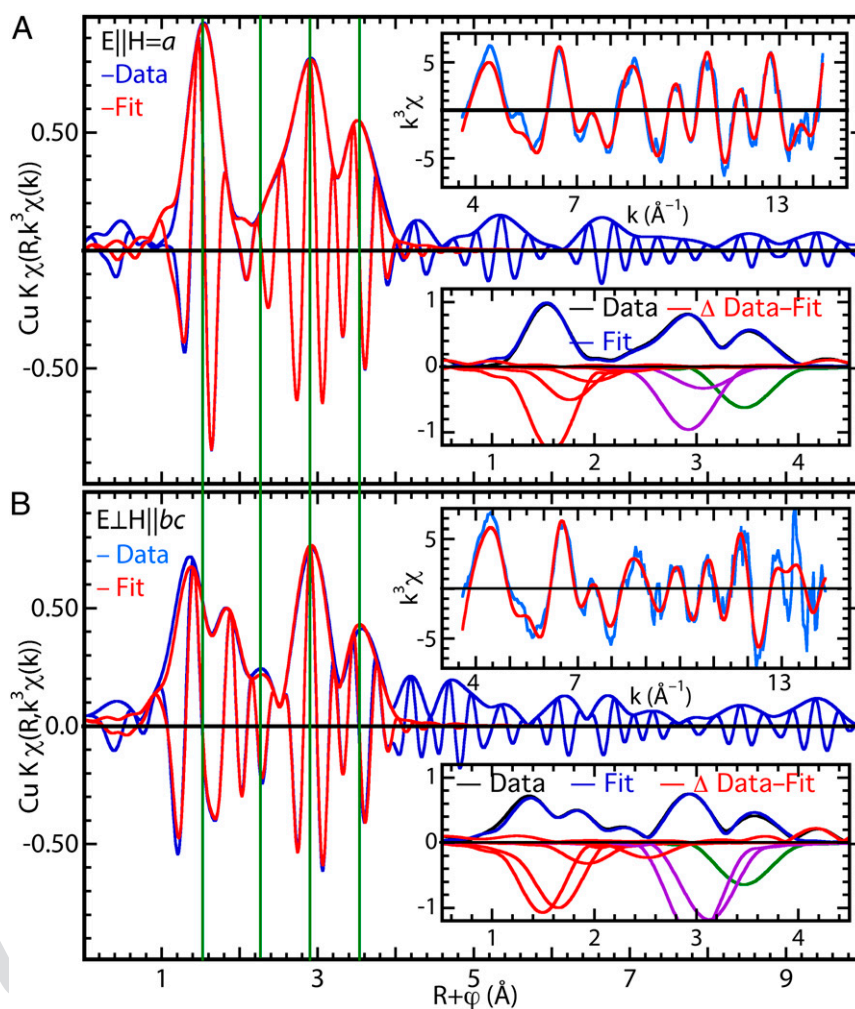 A
E||H=a
–Data
–Fit
0.50
-0.50
Cu K χ(R,k³χ(k))
5
-5
k³χ
4 7 13
k (Å⁻¹)
1
0
-1
— Data — Δ Data–Fit
— Fit
1 2 3 4
B
E⊥H||bc
– Data
– Fit
0.50
0.0
-0.50
Cu K χ(R,k³χ(k))
5
-5
k³χ
4 7 13
k (Å⁻¹)
1
0
-1
— Data — Fit — Δ Data–Fit
1 2 3 4
1 3 5 7 9
R+φ (Å)